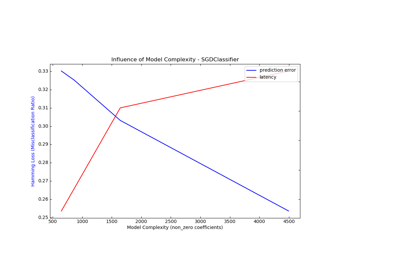 Influence of Model Complexity - SGDClassifier
prediction error
latency
0.33
0.32
0.31
0.30
0.29
0.28
0.27
0.26
0.25
Hamming Loss (Misclassification Ratio)
500 1000 1500 2000 2500 3000 3500 4000 4500
Model Complexity (non_zero coefficients)